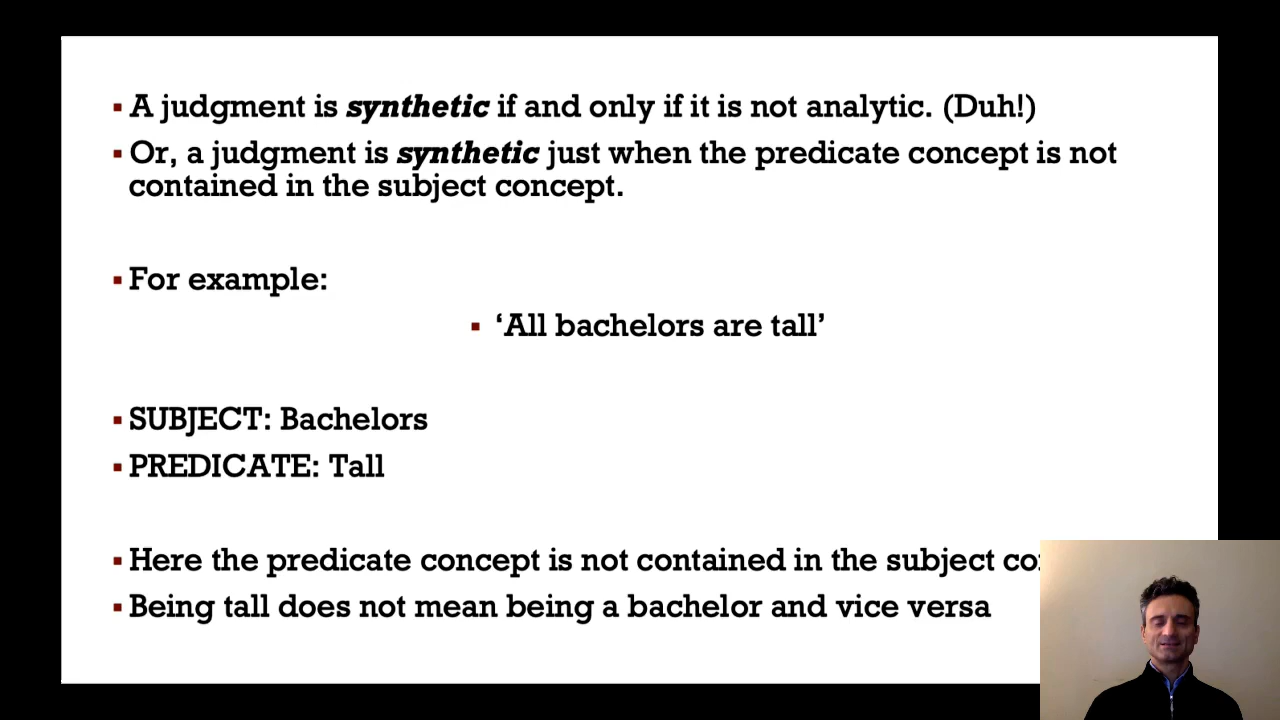 A judgment is synthetic if and only if it is not analytic. (Duh!)
Or, a judgment is synthetic just when the predicate concept is not
contained in the subject concept.
For example:
‘All bachelors are tall’
SUBJECT: Bachelors
PREDICATE: Tall
Here the predicate concept is not contained in the subject
Being tall does not mean being a bachelor and vice versa